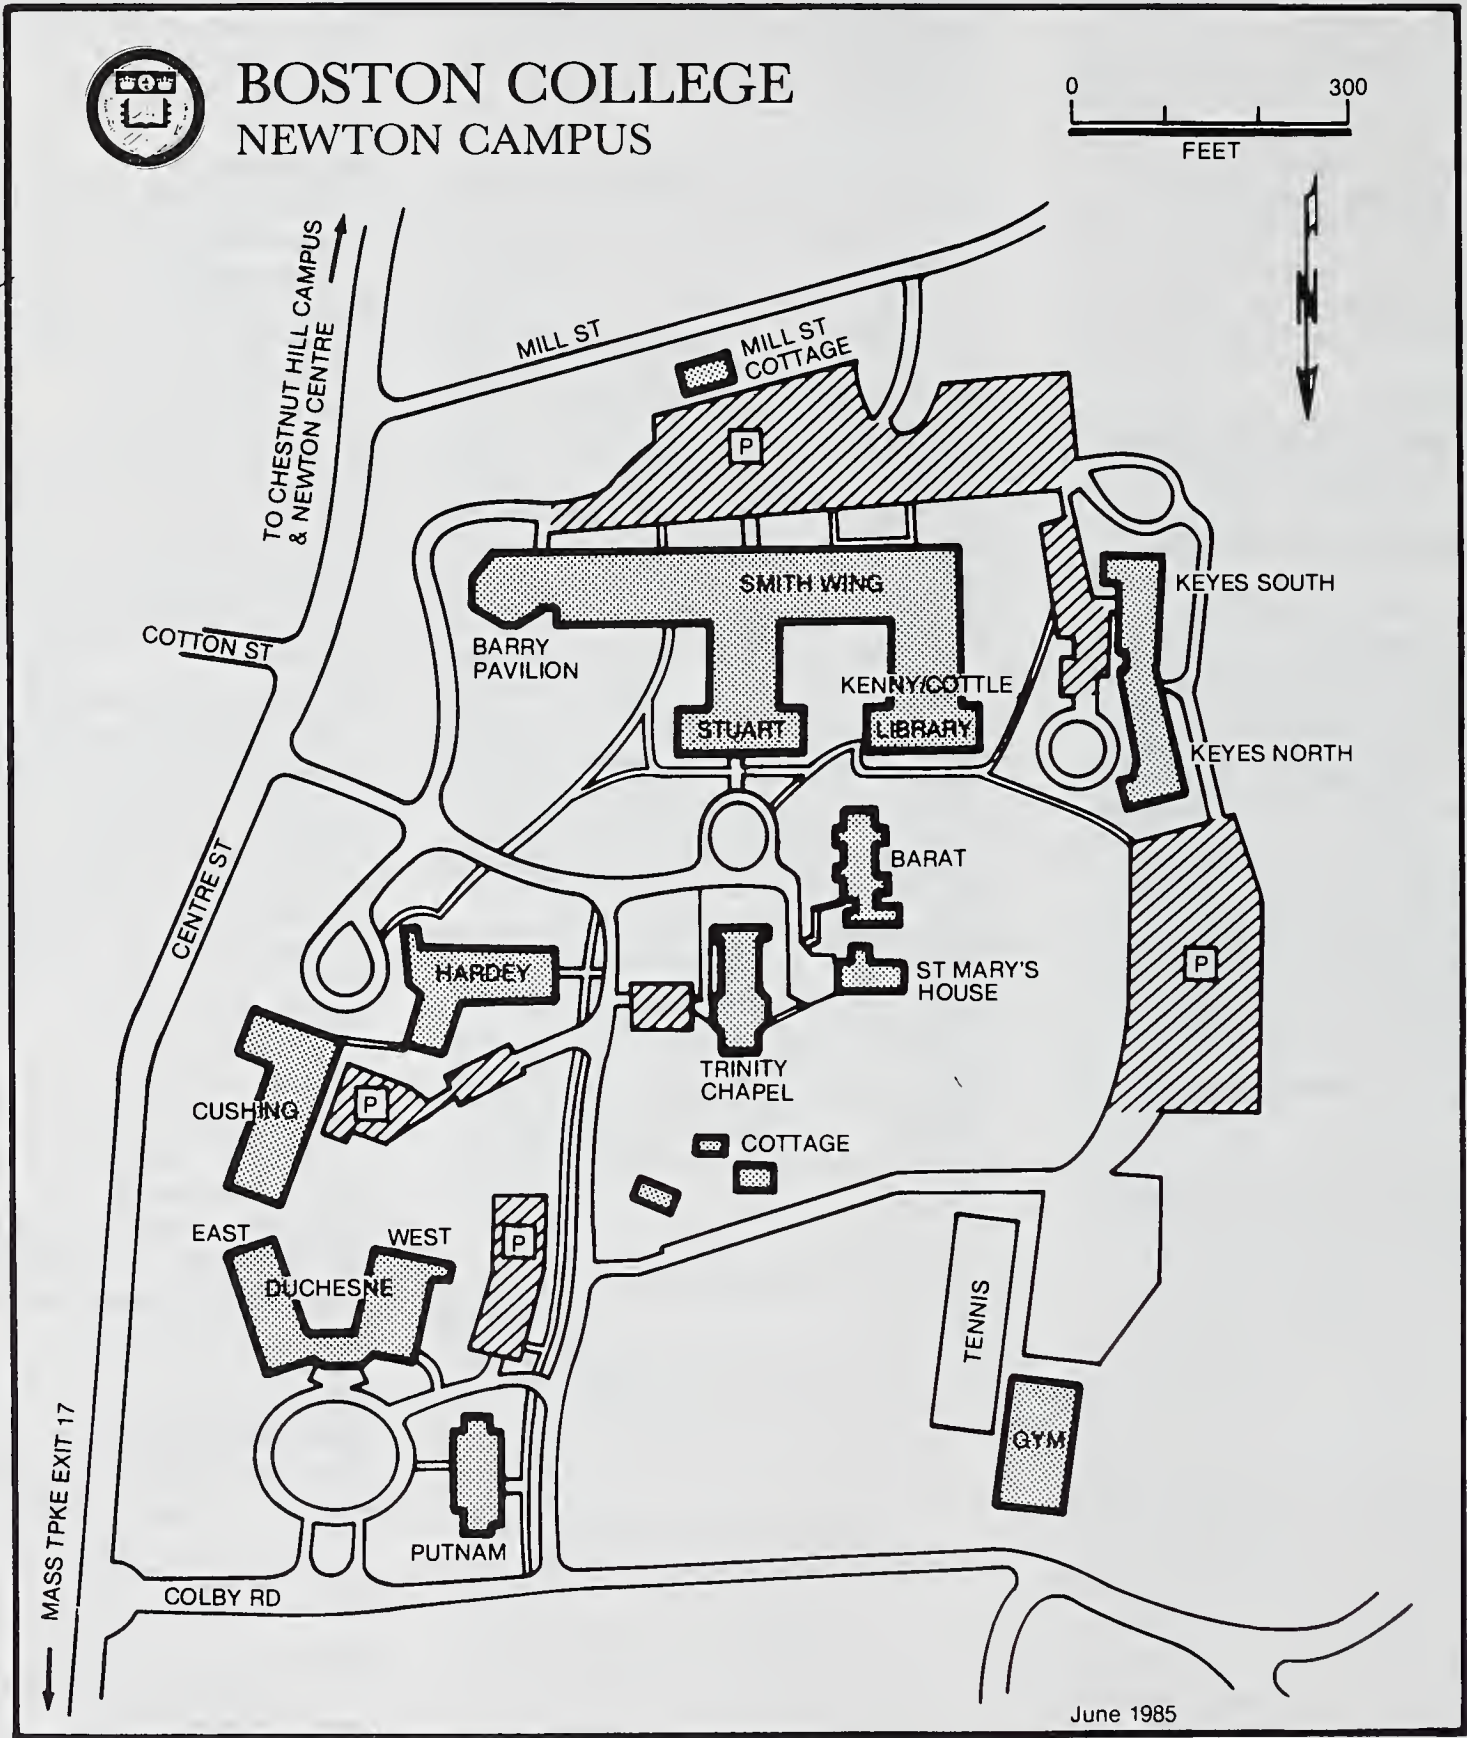 BOSTON COLLEGE
NEWTON CAMPUS
0 300
FEET
N
TO CHESTNUT HILL CAMPUS
& NEWTON CENTRE
MILL ST
MILL ST
COTTAGE
P
SMITH WING
KEYES SOUTH
COTTON ST
BARRY
PAVILION
KENNY/COTTLE
STUART
LIBRARY
KEYES NORTH
CENTRE ST
BARAT
HARDEY
ST MARY'S
HOUSE
P
TRINITY
CHAPEL
CUSHING
P
COTTAGE
EAST
WEST
P
DUCHESNE
TENNIS
GYM
MASS TPKE EXIT 17
PUTNAM
COLBY RD
June 1985